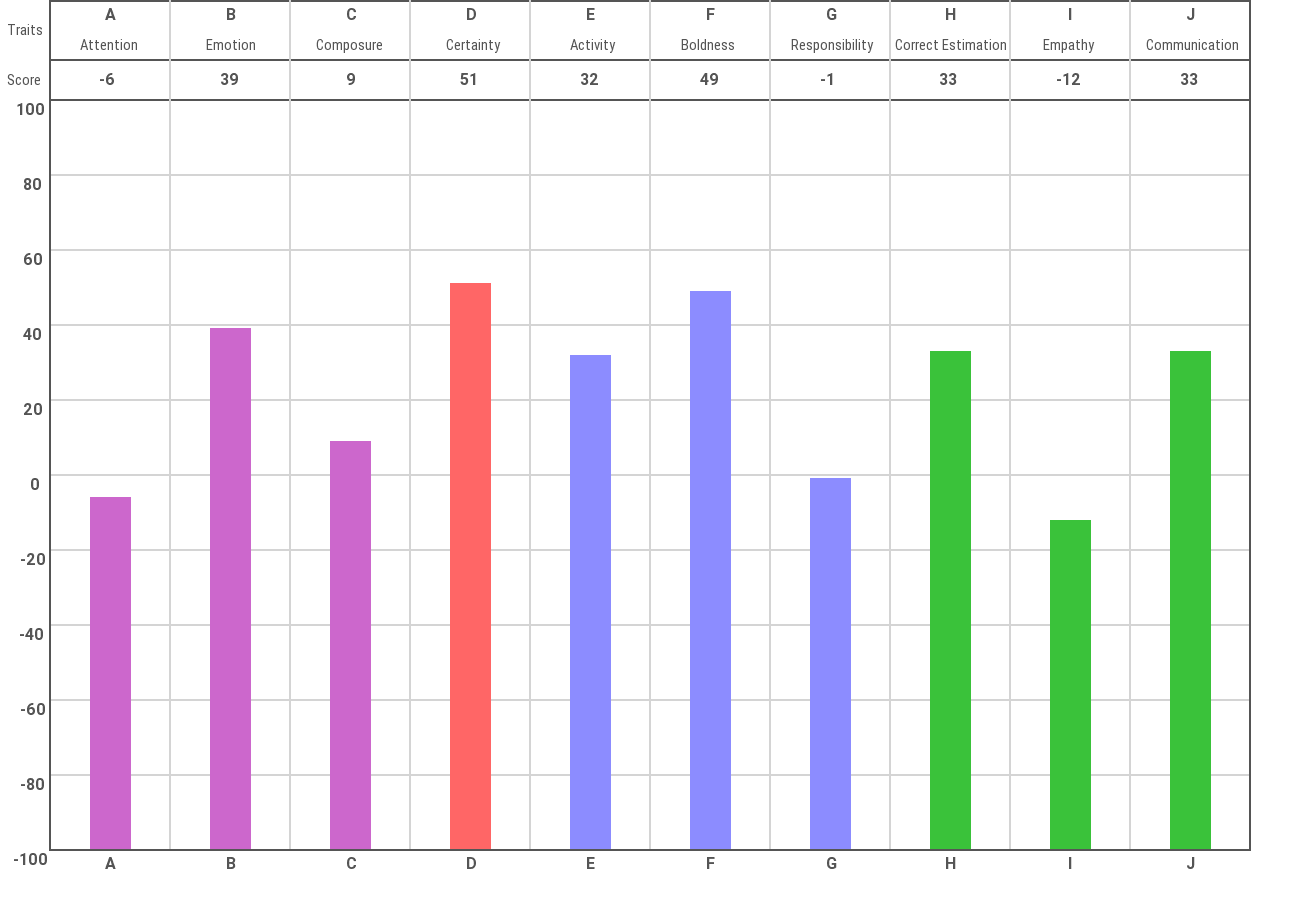 A B C D E F G H I J
Traits
Attention Emotion Composure Certainty Activity Boldness Responsibility Correct Estimation Empathy Communication
Score -6 39 9 51 32 49 -1 33 -12 33
100
80
60
40
20
0
-20
-40
-60
-80
-100
A B C D E F G H I J